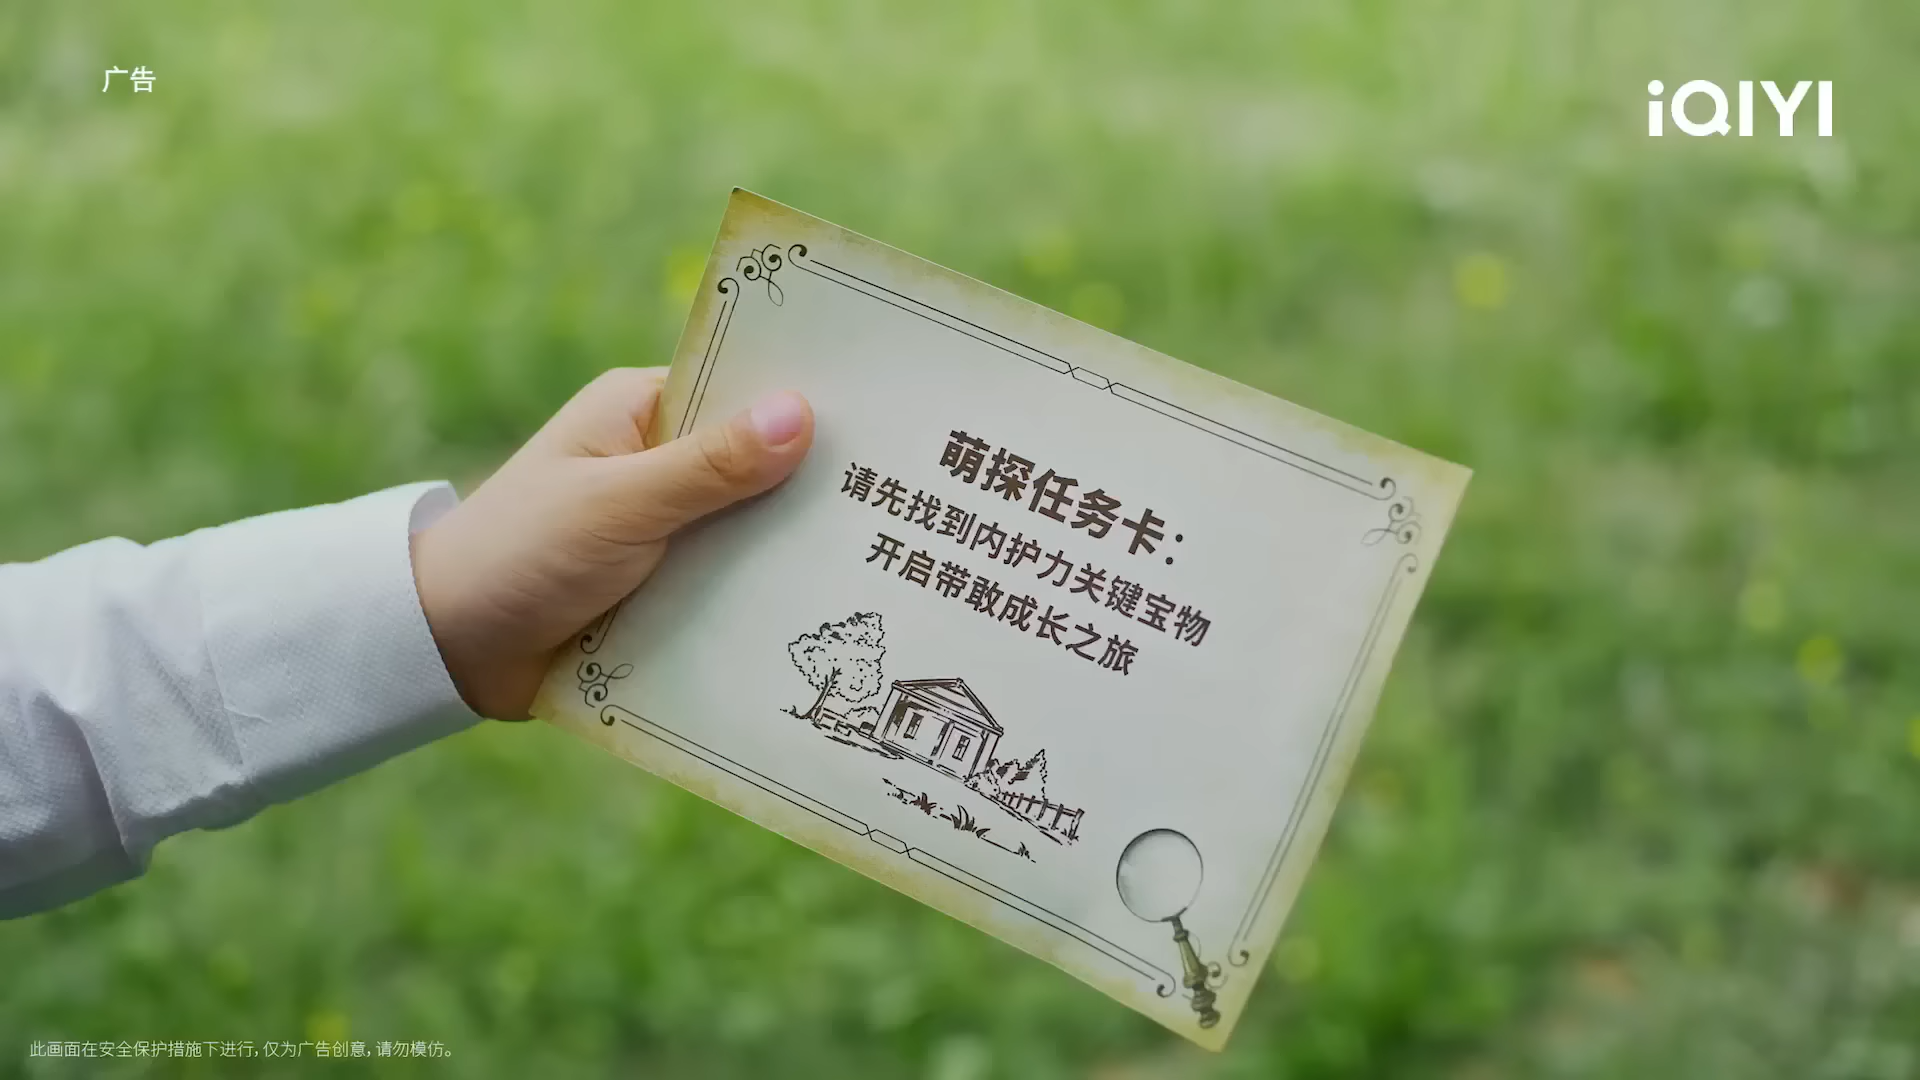 广告
iQIYI
萌探任务卡：
请先找到内护力关键宝物
开启带敢成长之旅
此画面在安全保护措施下进行, 仅为广告创意, 请勿模仿。